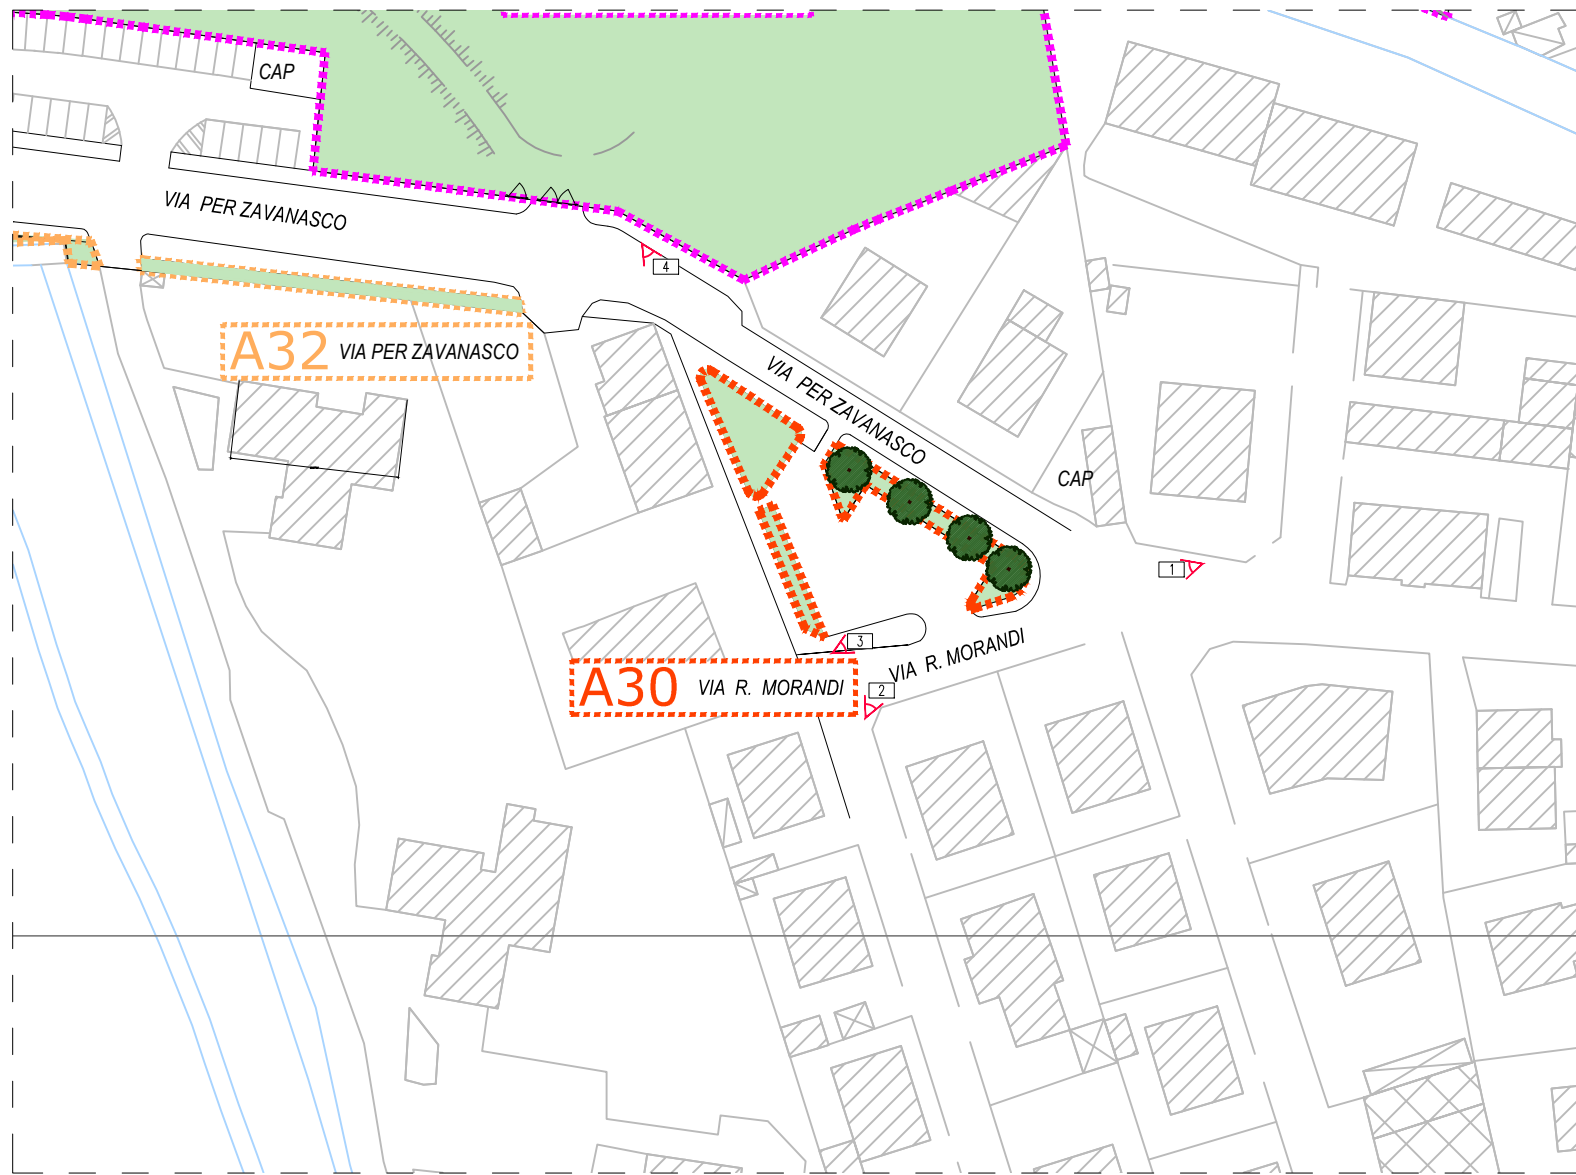 CAP
VIA PER ZAVANASCO
4
A32 VIA PER ZAVANASCO
VIA PER ZAVANASCO
CAP
1
3
VIA R. MORANDI
A30 VIA R. MORANDI
2